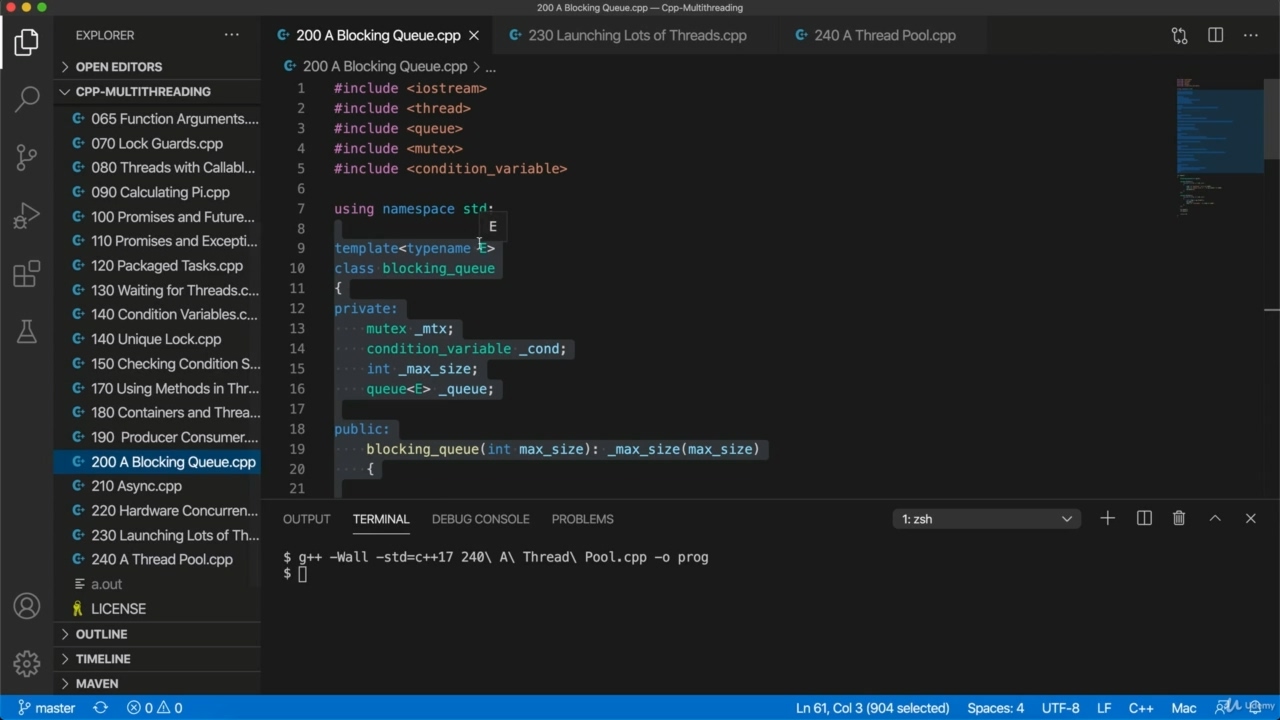 200 A Blocking Queue.cpp — Cpp-Multithreading
EXPLORER
OPEN EDITORS
CPP-MULTITHREADING
065 Function Arguments....
070 Lock Guards.cpp
080 Threads with Callabl...
090 Calculating Pi.cpp
100 Promises and Future...
110 Promises and Excepti...
120 Packaged Tasks.cpp
130 Waiting for Threads.c...
140 Condition Variables.c...
140 Unique Lock.cpp
150 Checking Condition S...
170 Using Methods in Thr...
180 Containers and Threa...
190 Producer Consumer....
200 A Blocking Queue.cpp
210 Async.cpp
220 Hardware Concurren...
230 Launching Lots of Th...
240 A Thread Pool.cpp
a.out
LICENSE
OUTLINE
TIMELINE
MAVEN
200 A Blocking Queue.cpp
230 Launching Lots of Threads.cpp
240 A Thread Pool.cpp
200 A Blocking Queue.cpp > ...
1 #include <iostream>
2 #include <thread>
3 #include <queue>
4 #include <mutex>
5 #include <condition_variable>
6
7 using namespace std;
8
E
9 template<typename E>
10 class blocking_queue
11 {
12 private:
13 mutex _mtx;
14 condition_variable _cond;
15 int _max_size;
16 queue<E> _queue;
17
18 public:
19 blocking_queue(int max_size): _max_size(max_size)
20 {
21
OUTPUT TERMINAL DEBUG CONSOLE PROBLEMS 1: zsh
$ g++ -Wall -std=c++17 240\ A\ Thread\ Pool.cpp -o prog
$
master 0 0 Ln 61, Col 3 (904 selected) Spaces: 4 UTF-8 LF C++ Mac Udemy